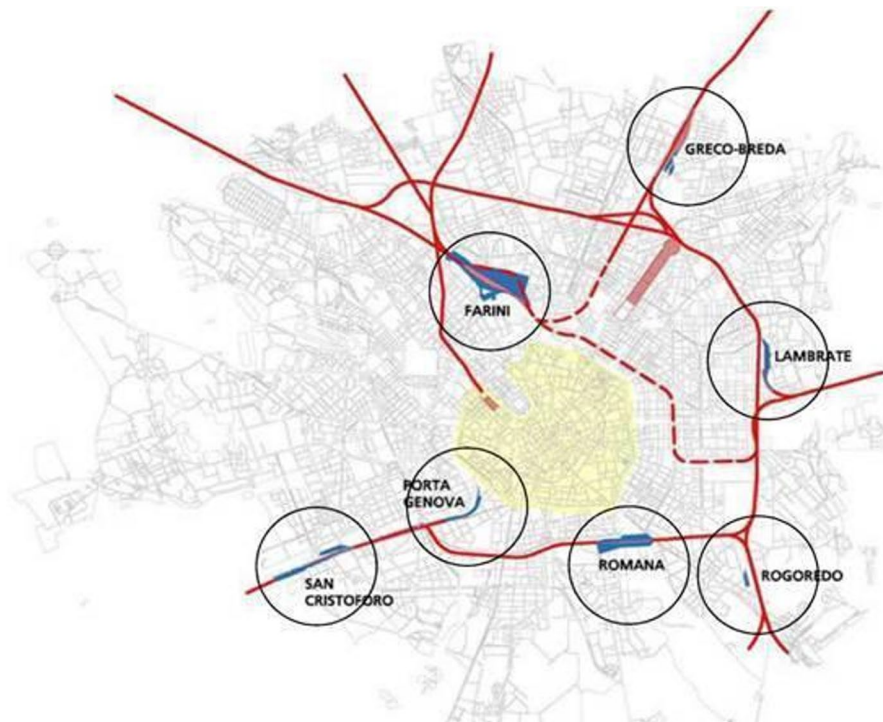 GRECO-BREDA
FARINI
LAMBRATE
PORTA
GENOVA
ROMANA
ROGOREDO
SAN
CRISTOFORO